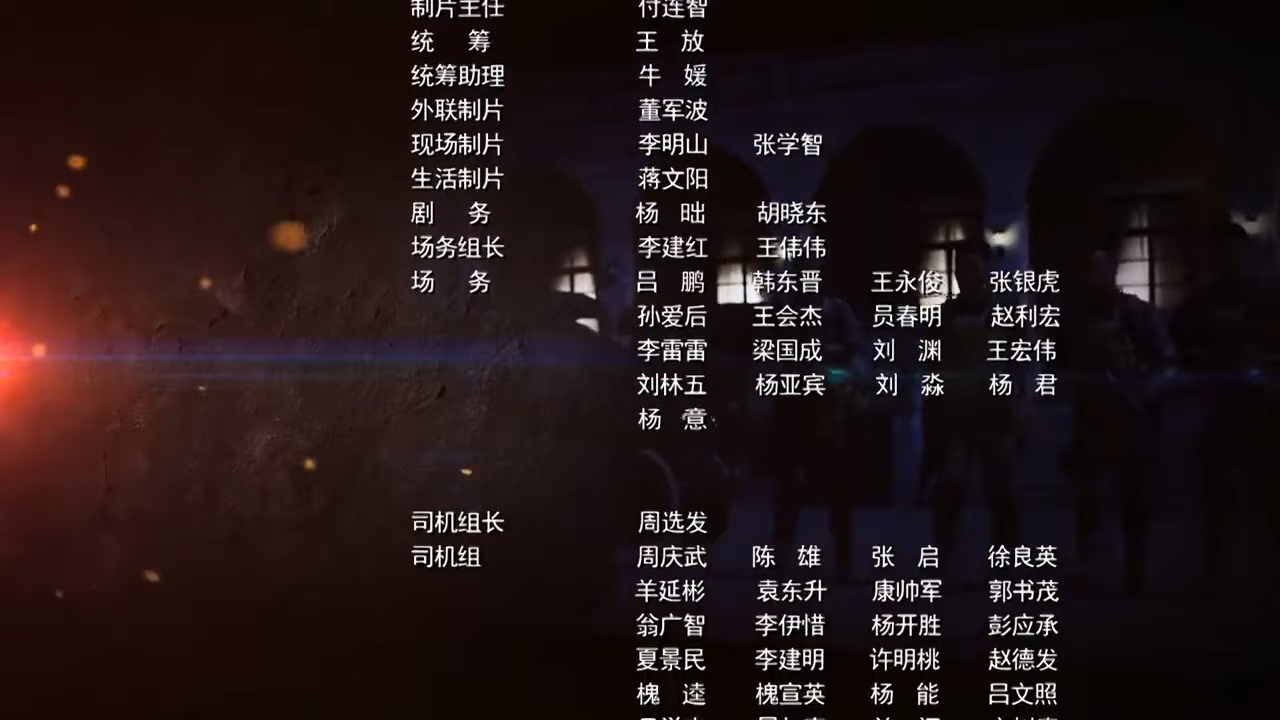 制片主任 付连智
统 筹 王 放
统筹助理 牛 媛
外联制片 董军波
现场制片 李明山 张学智
生活制片 蒋文阳
剧 务 杨 昢 胡晓东
场务组长 李建红 王伟伟
场 务 吕 鹏 韩东晋 王永俊 张银虎
孙爱后 王会杰 员春明 赵利宏
李雷雷 梁国成 刘 渊 王宏伟
刘林五 杨亚宾 刘 淼 杨 君
杨 意
司机组长 周选发
司机组 周庆武 陈 雄 张 启 徐良英
羊延彬 袁东升 康帅军 郭书茂
翁广智 李伊惜 杨开胜 彭应承
夏景民 李建明 许明桃 赵德发
槐 逵 槐宣英 杨 能 吕文照